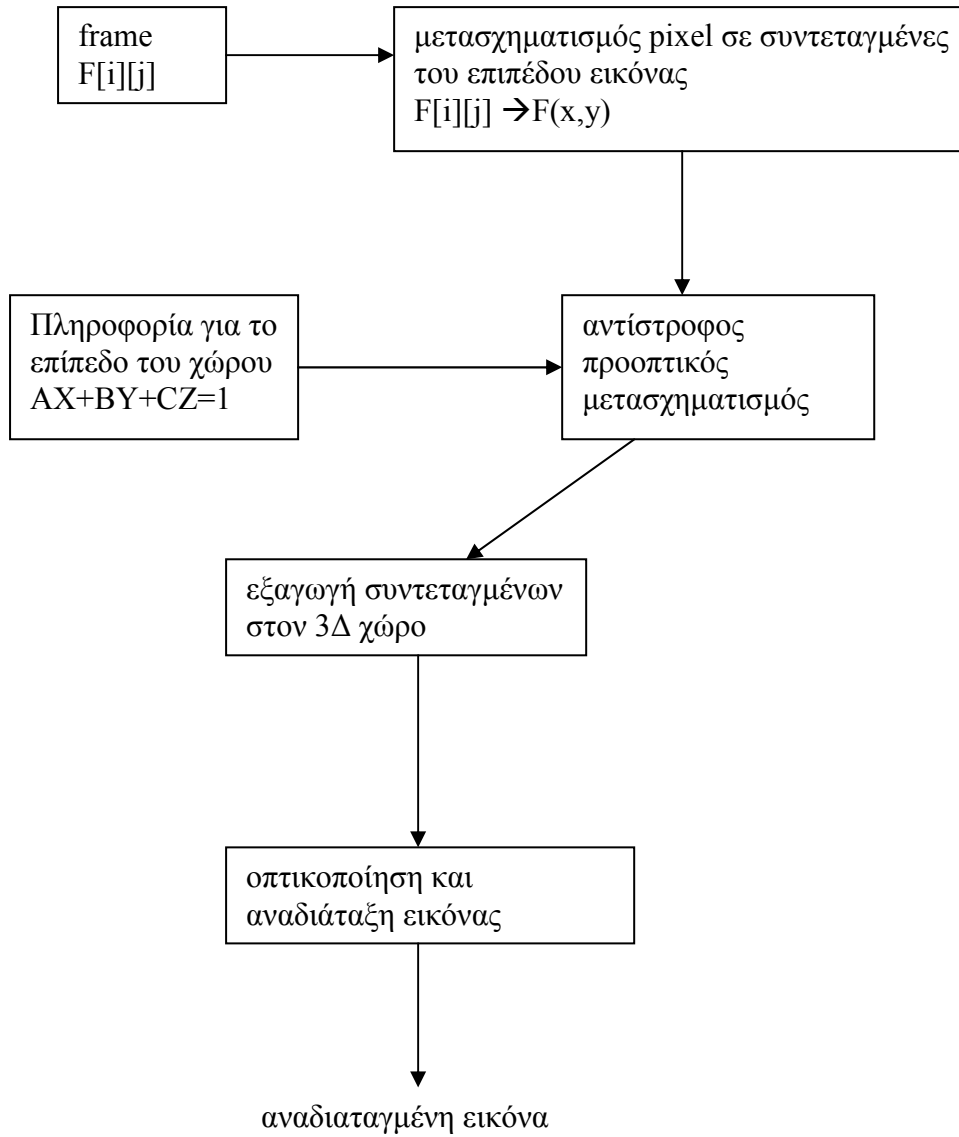 frame
F[i][j]
μετασχηματισμός pixel σε συντεταγμένες
του επιπέδου εικόνας
F[i][j] →F(x,y)
Πληροφορία για το
επίπεδο του χώρου
AX+BY+CZ=1
αντίστροφος
προοπτικός
μετασχηματισμός
εξαγωγή συντεταγμένων
στον 3Δ χώρο
οπτικοποίηση και
αναδιάταξη εικόνας
αναδιαταγμένη εικόνα